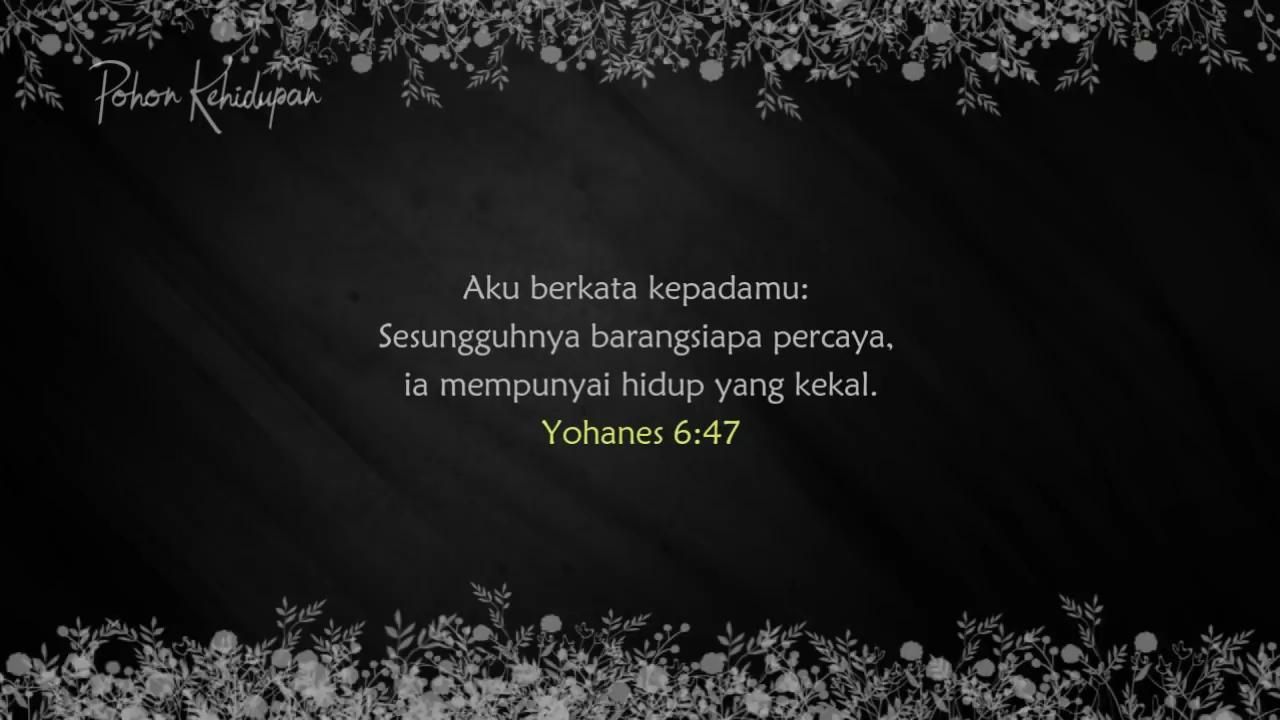 Pohon Kehidupan
Aku berkata kepadamu:
Sesungguhnya barangsiapa percaya,
ia mempunyai hidup yang kekal.
Yohanes 6:47